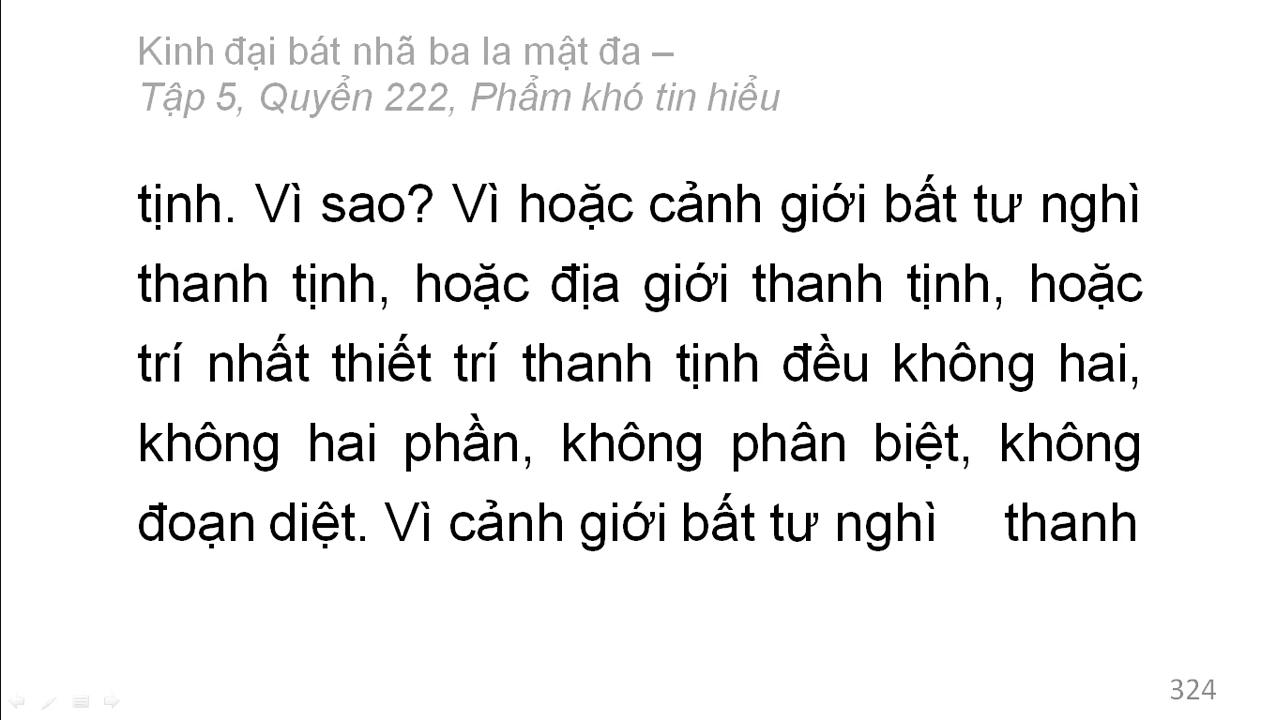 Kinh đại bát nhã ba la mật đa –
Tập 5, Quyển 222, Phẩm khó tin hiểu
tịnh. Vì sao? Vì hoặc cảnh giới bất tư nghì
thanh tịnh, hoặc địa giới thanh tịnh, hoặc
trí nhất thiết trí thanh tịnh đều không hai,
không hai phần, không phân biệt, không
đoạn diệt. Vì cảnh giới bất tư nghì thanh
324